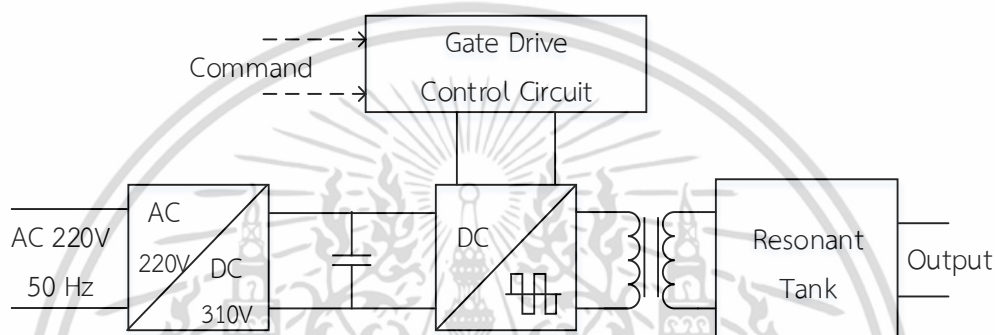 Gate Drive
Control Circuit
Command
AC 220V
50 Hz
AC
220V
DC
310V
DC
Resonant
Tank
Output